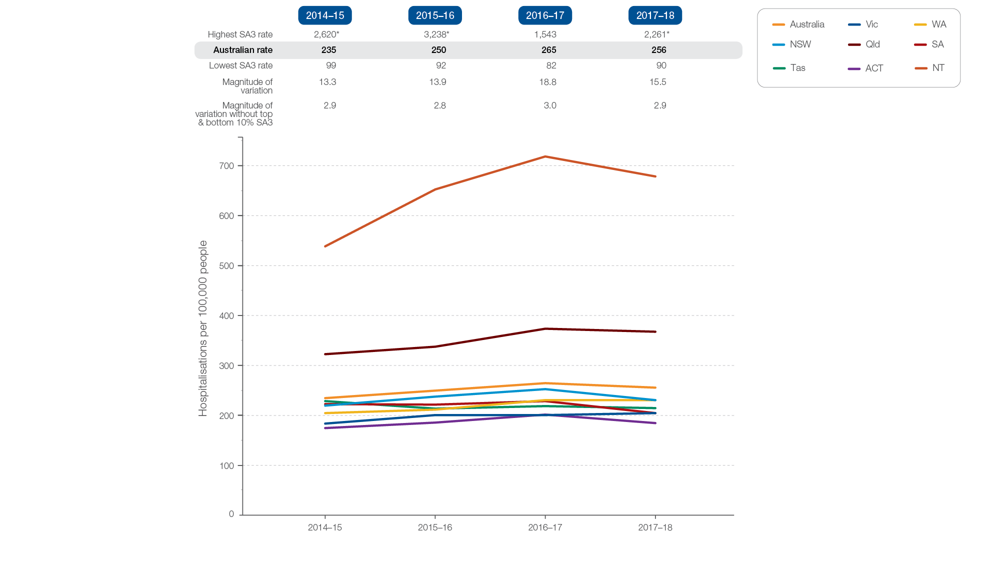 2014–15 2015–16 2016–17 2017–18
Highest SA3 rate 2,620* 3,238* 1,543 2,261*
Australian rate 235 250 265 256
Lowest SA3 rate 99 92 82 90
Magnitude of 13.3 13.9 18.8 15.5
variation
Magnitude of 2.9 2.8 3.0 2.9
variation without top
& bottom 10% SA3
Australia Vic WA
NSW Qld SA
Tas ACT NT
Hospitalisations per 100,000 people
700
600
500
400
300
200
100
0
2014–15 2015–16 2016–17 2017–18